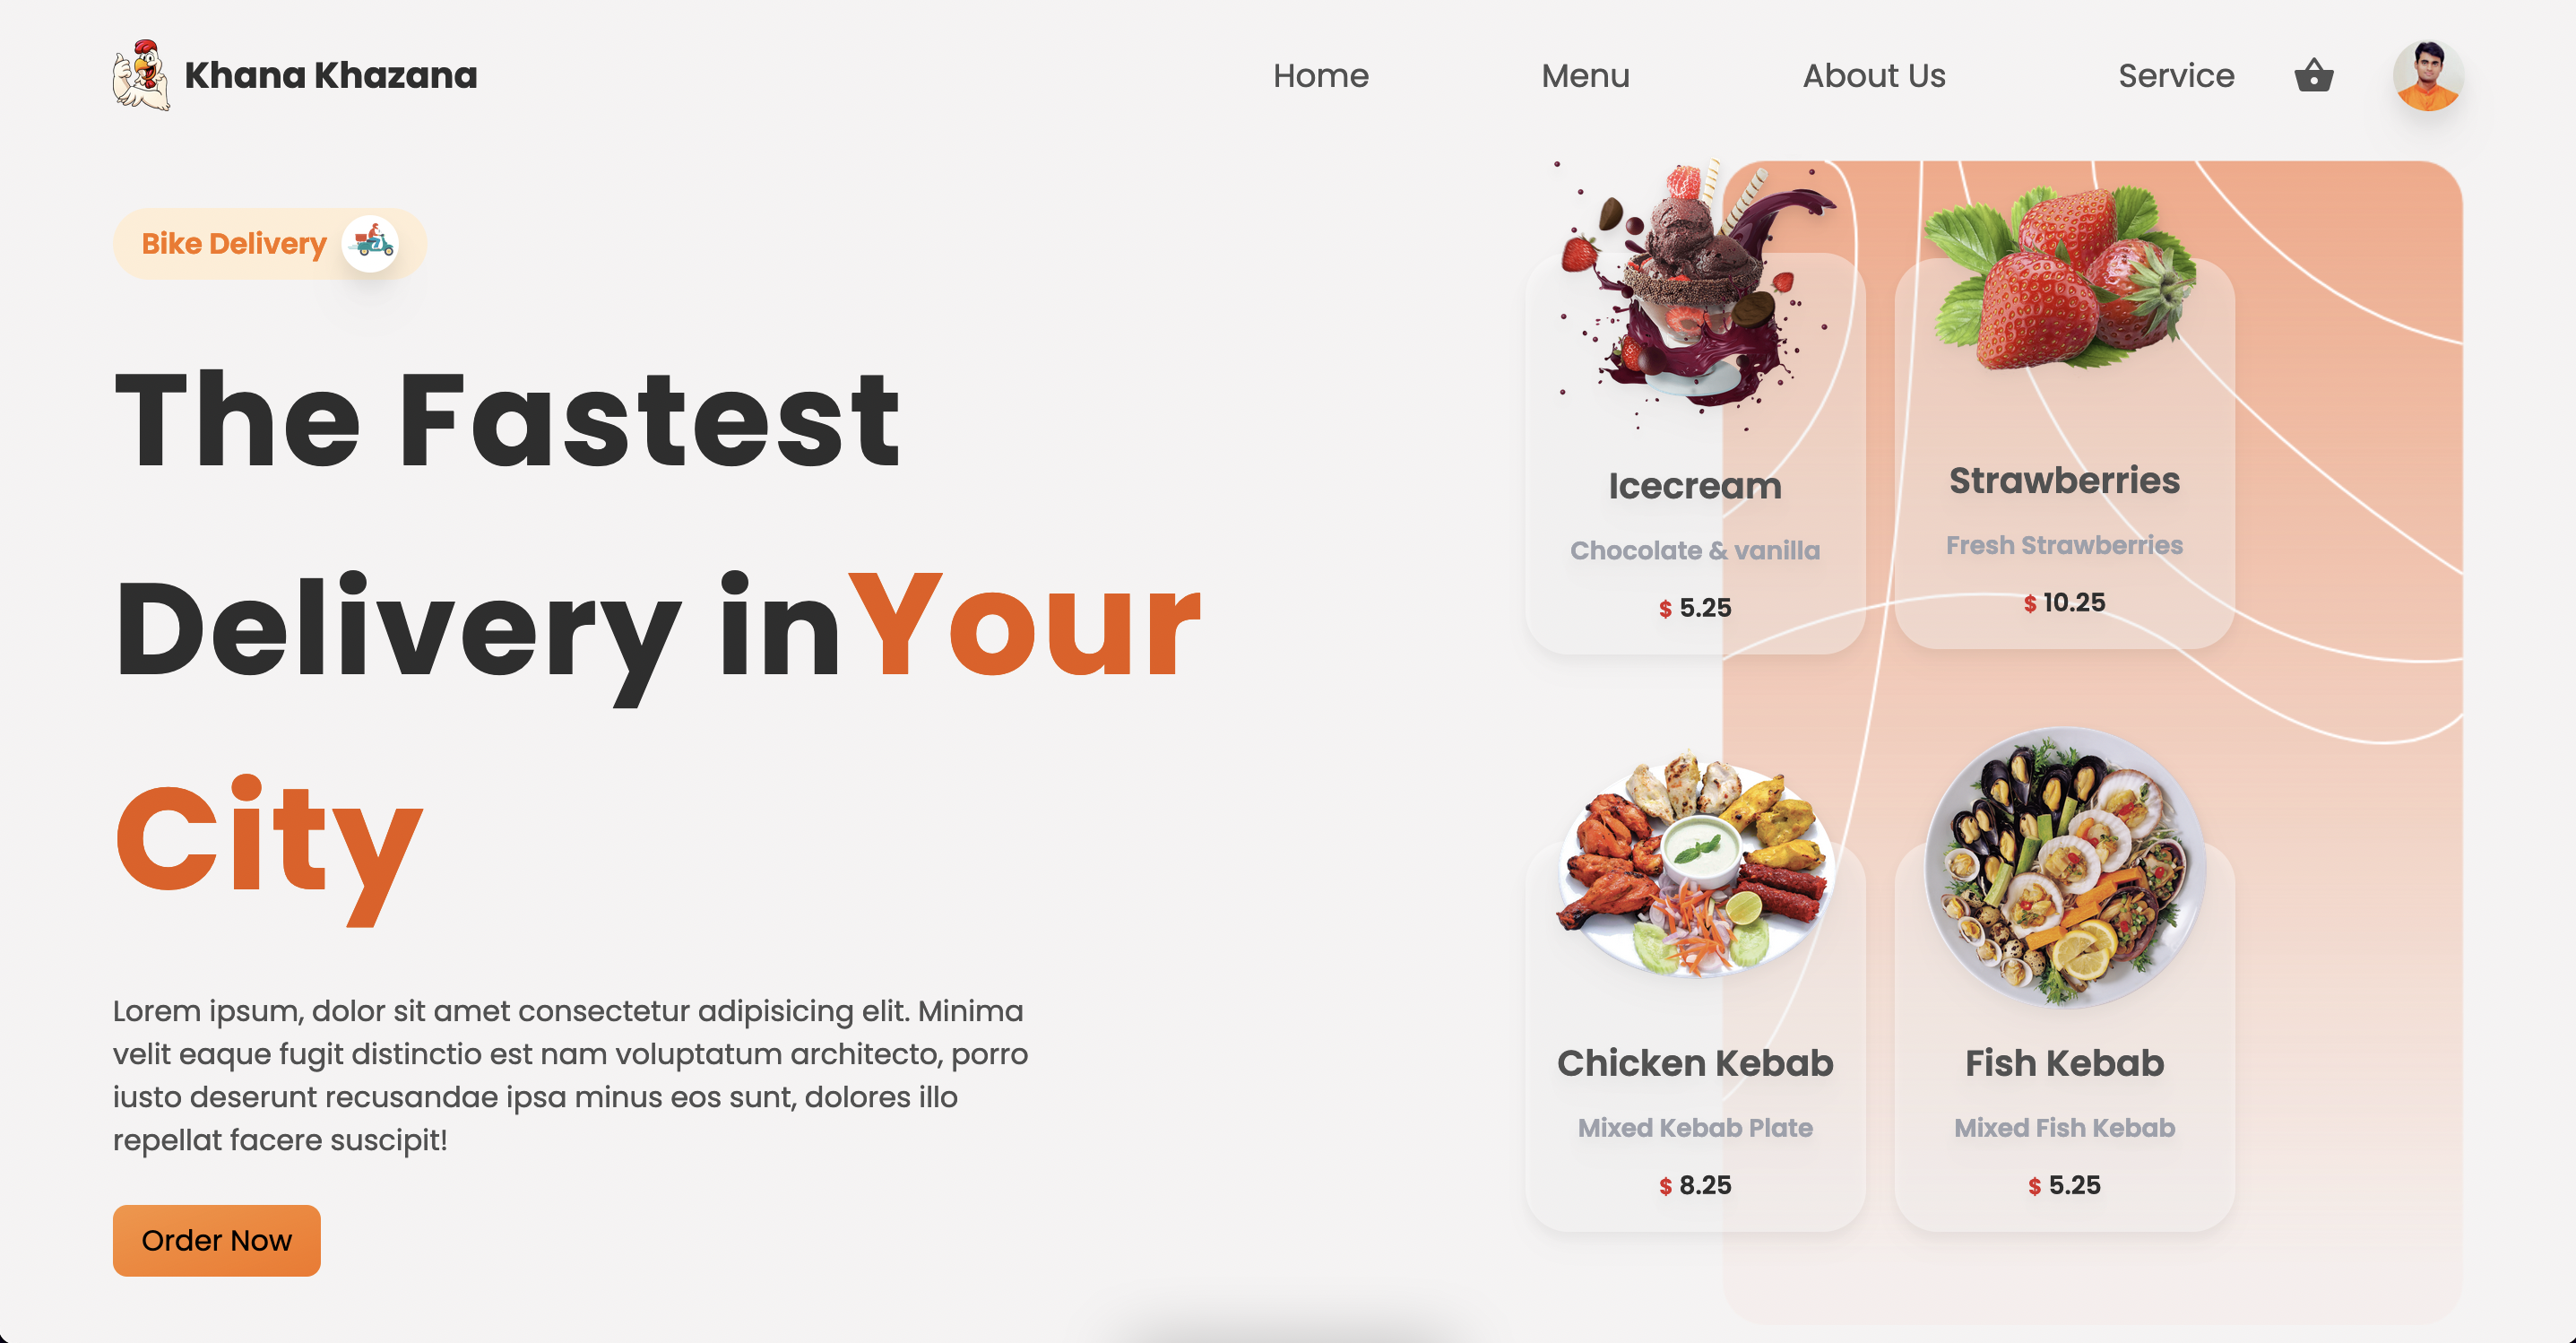 Khana Khazana
Home
Menu
About Us
Service
Bike Delivery
The Fastest
Delivery in Your
City
Lorem ipsum, dolor sit amet consectetur adipisicing elit. Minima
velit eaque fugit distinctio est nam voluptatum architecto, porro
iusto deserunt recusandae ipsa minus eos sunt, dolores illo
repellat facere suscipit!
Order Now
Icecream
Chocolate & vanilla
$ 5.25
Strawberries
Fresh Strawberries
$ 10.25
Chicken Kebab
Mixed Kebab Plate
$ 8.25
Fish Kebab
Mixed Fish Kebab
$ 5.25